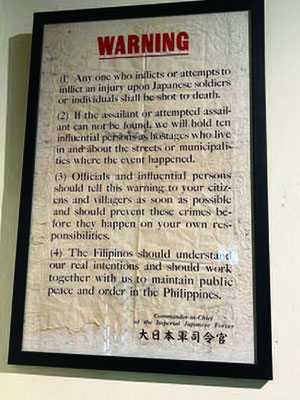 WARNING
(1) Any one who inflicts or attempts to
inflict an injury upon Japanese soldiers
or individuals shall be shot to death.
(2) If the assailant or attempted assail-
ant can not be found, we will hold ten
influential persons as hostages who live
in and about the streets or municipali-
ties where the event happened.
(3) Officials and influential persons
should tell this warning to your citiz-
ens and villagers as soon as possible
and should prevent these crimes be-
fore they happen on your own res-
ponsibilities.
(4) The Filipinos should understand
our real intentions and should work
together with us to maintain public
peace and order in the Philippines.
Commander-in-Chief
of the Imperial Japanese Forces
大日本軍司令官